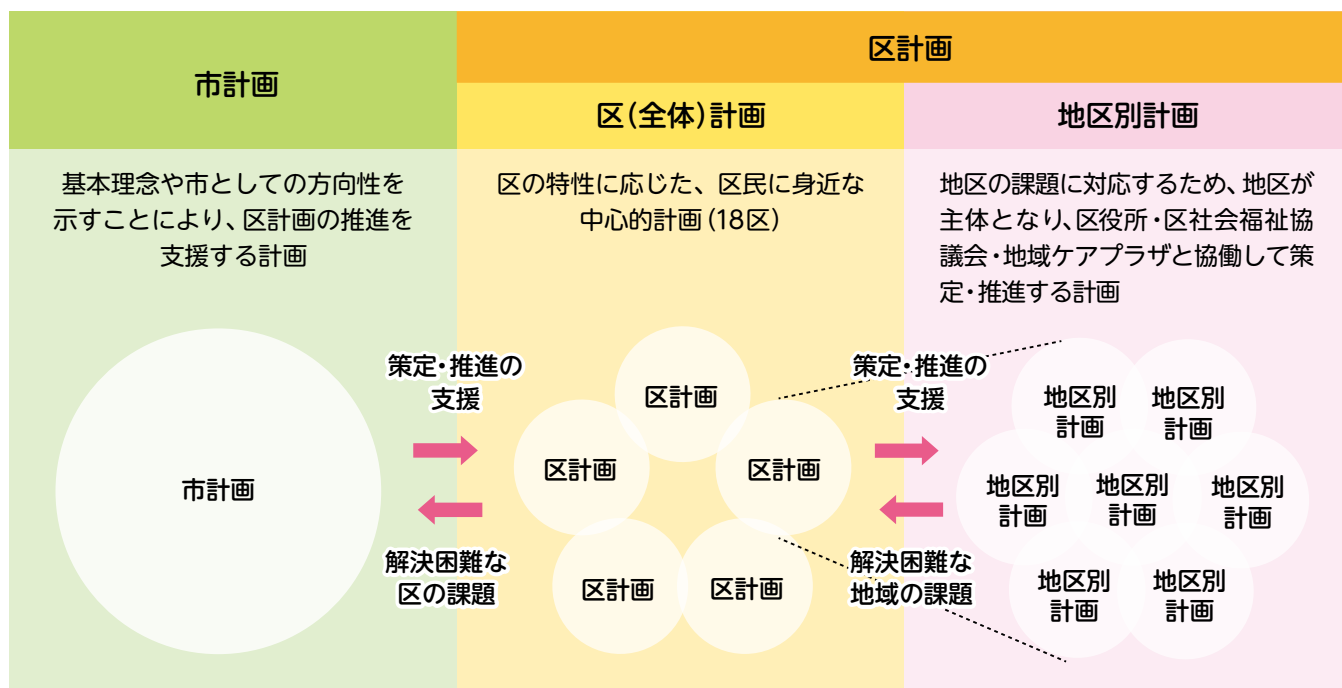 市計画
区計画
区(全体)計画
地区別計画
基本理念や市としての方向性を
示すことにより、区計画の推進を
支援する計画
区の特性に応じた、区民に身近な
中心的計画(18区)
地区の課題に対応するため、地区が
主体となり、区役所・区社会福祉協
議会・地域ケアプラザと協働して策
定・推進する計画
市計画
策定・推進の
支援
解決困難な
区の課題
区計画
区計画
区計画
区計画
区計画
策定・推進の
支援
解決困難な
地域の課題
地区別
計画
地区別
計画
地区別
計画
地区別
計画
地区別
計画
地区別
計画
地区別
計画